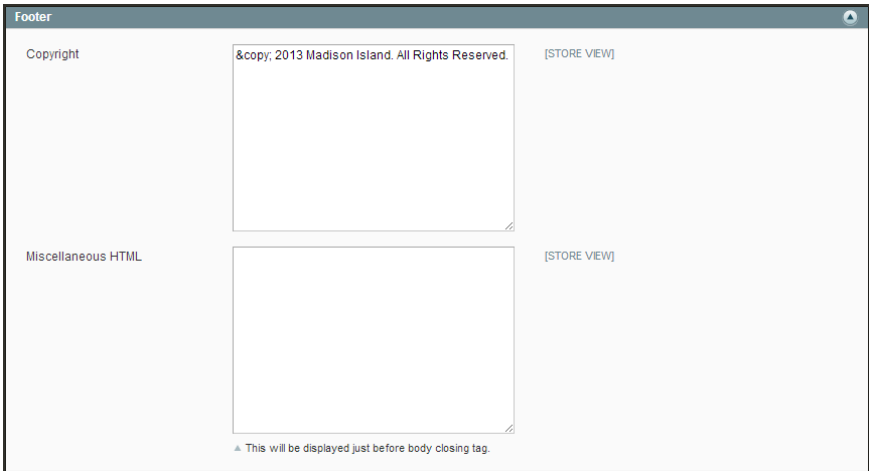 Footer
Copyright
&copy; 2013 Madison Island. All Rights Reserved.
[STORE VIEW]
Miscellaneous HTML
[STORE VIEW]
This will be displayed just before body closing tag.